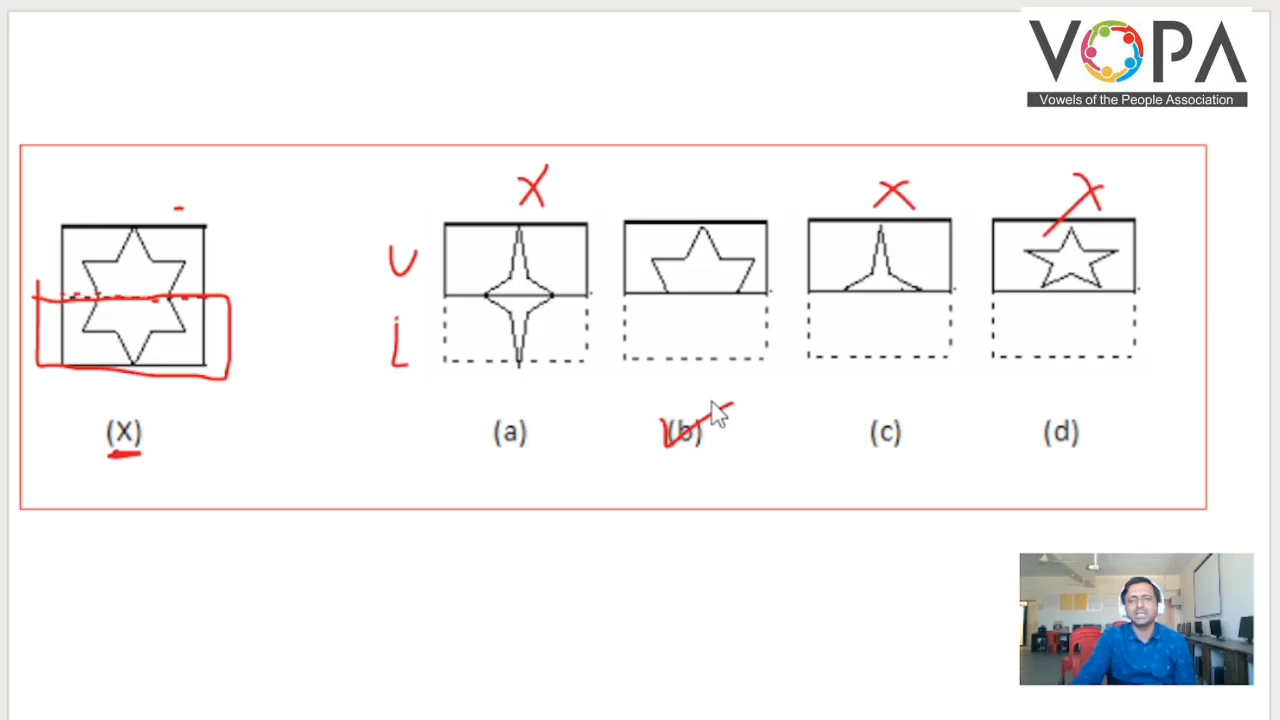 VOPA
Vowels of the People Association
X X X
U
L
(X) (a) (b) (c) (d)